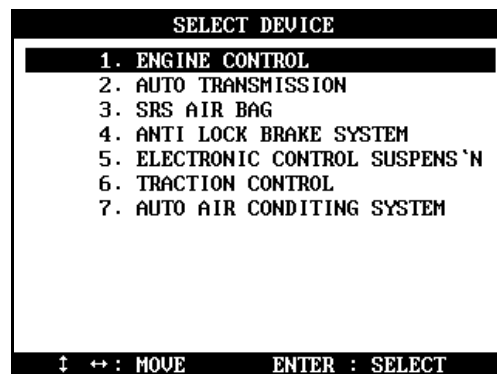 SELECT DEVICE
1. ENGINE CONTROL
2. AUTO TRANSMISSION
3. SRS AIR BAG
4. ANTI LOCK BRAKE SYSTEM
5. ELECTRONIC CONTROL SUSPENS`N
6. TRACTION CONTROL
7. AUTO AIR CONDITING SYSTEM
↕ ↔: MOVE ENTER : SELECT